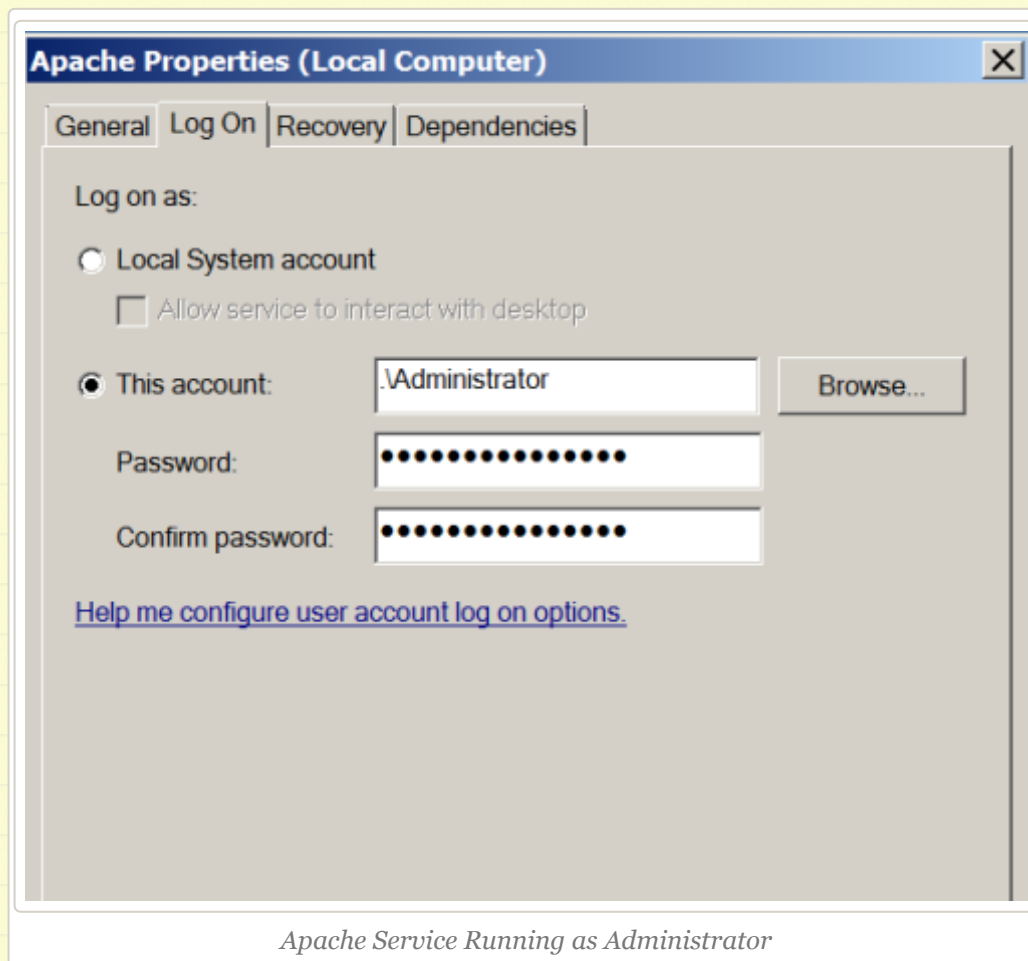 Apache Properties (Local Computer)
General Log On Recovery Dependencies
Log on as:
Local System account
Allow service to interact with desktop
This account: .\Administrator Browse...
Password: •••••••••••••••
Confirm password: •••••••••••••••
Help me configure user account log on options.
Apache Service Running as Administrator